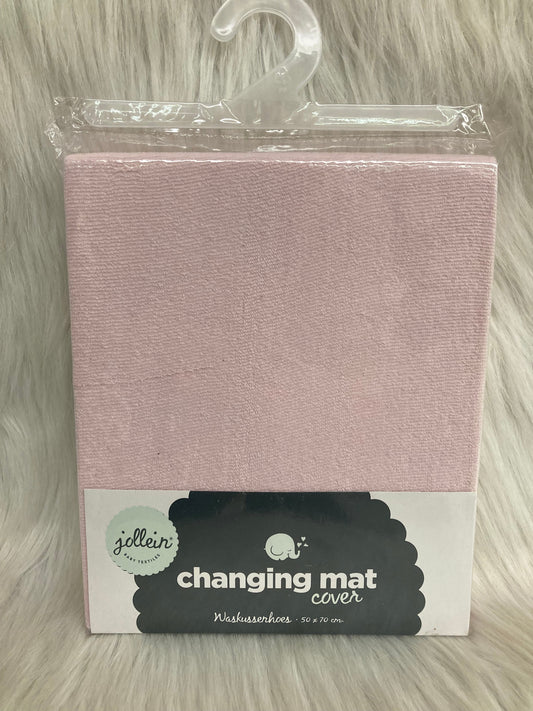 jollein®
BABY TEXTILES
changing mat
cover
Waskussenhoes - 50 x 70 cm